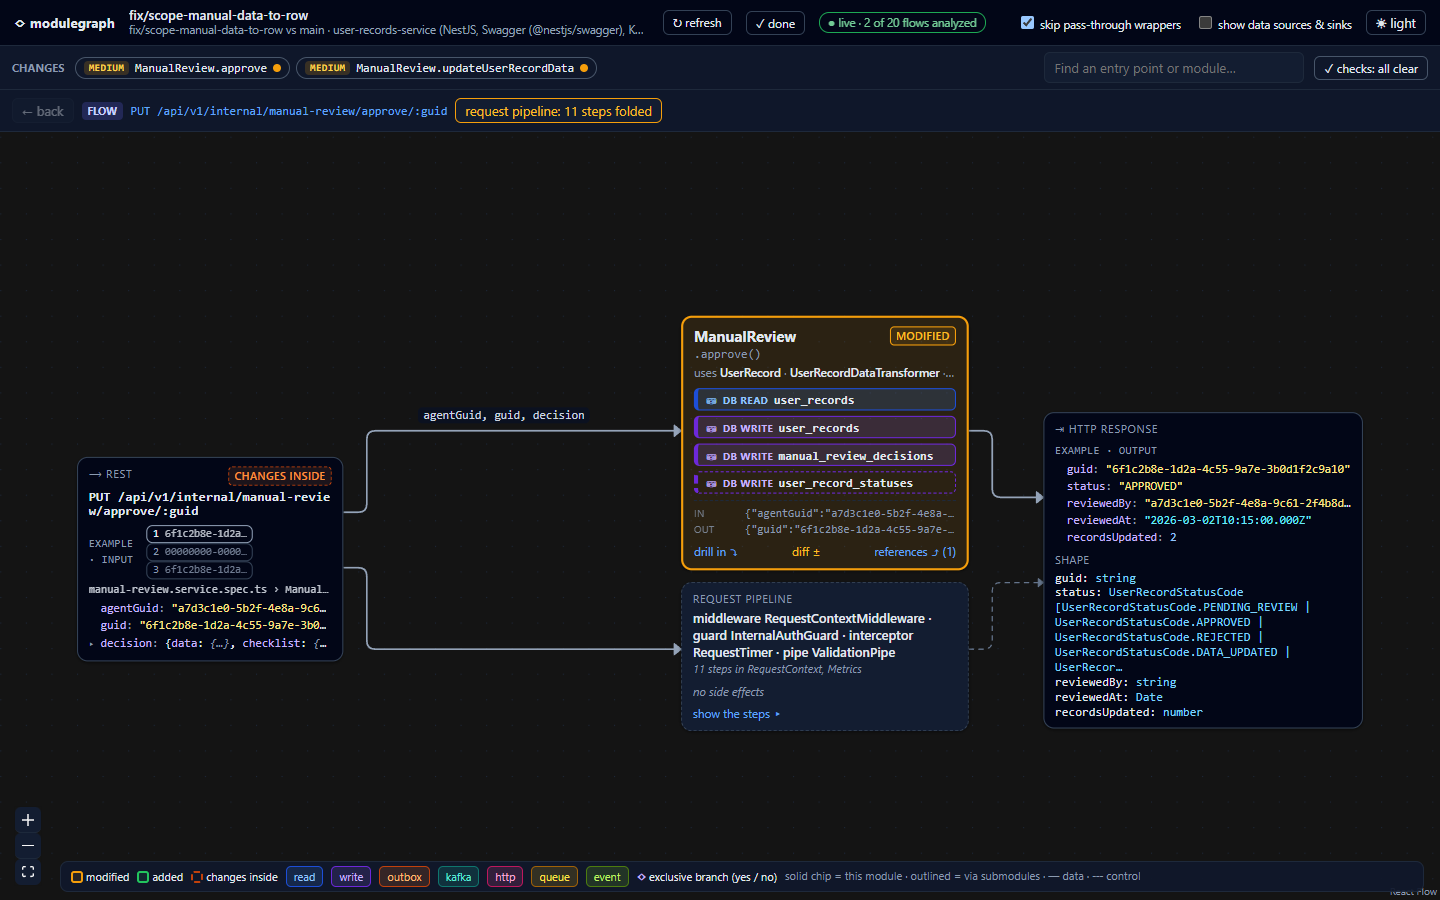 modulegraph
fix/scope-manual-data-to-row
fix/scope-manual-data-to-row vs main · user-records-service (NestJS, Swagger (@nestjs/swagger), K...
↻ refresh
✓ done
● live · 2 of 20 flows analyzed
skip pass-through wrappers
show data sources & sinks
☀ light
CHANGES
MEDIUM ManualReview.approve
MEDIUM ManualReview.updateUserRecordData
Find an entry point or module...
✓ checks: all clear
← back
FLOW
PUT /api/v1/internal/manual-review/approve/:guid
request pipeline: 11 steps folded
→ REST
CHANGES INSIDE
PUT /api/v1/internal/manual-revie
w/approve/:guid
EXAMPLE
· INPUT
1 6f1c2b8e-1d2a…
2 00000000-0000…
3 6f1c2b8e-1d2a…
manual-review.service.spec.ts › Manual…
agentGuid: "a7d3c1e0-5b2f-4e8a-9c6…
guid: "6f1c2b8e-1d2a-4c55-9a7e-3b0…
▸ decision: {data: {…}, checklist: {…
agentGuid, guid, decision
ManualReview
MODIFIED
.approve()
uses UserRecord · UserRecordDataTransformer ·…
DB READ user_records
DB WRITE user_records
DB WRITE manual_review_decisions
DB WRITE user_record_statuses
IN {"agentGuid":"a7d3c1e0-5b2f-4e8a-…
OUT {"guid":"6f1c2b8e-1d2a-4c55-9a7e-…
drill in ⤵
diff ±
references ⤴ (1)
REQUEST PIPELINE
middleware RequestContextMiddleware ·
guard InternalAuthGuard · interceptor
RequestTimer · pipe ValidationPipe
11 steps in RequestContext, Metrics
no side effects
show the steps ▸
⇥ HTTP RESPONSE
EXAMPLE · OUTPUT
guid: "6f1c2b8e-1d2a-4c55-9a7e-3b0d1f2c9a10"
status: "APPROVED"
reviewedBy: "a7d3c1e0-5b2f-4e8a-9c61-2f4b8d…
reviewedAt: "2026-03-02T10:15:00.000Z"
recordsUpdated: 2
SHAPE
guid: string
status: UserRecordStatusCode
[UserRecordStatusCode.PENDING_REVIEW |
UserRecordStatusCode.APPROVED |
UserRecordStatusCode.REJECTED |
UserRecordStatusCode.DATA_UPDATED |
UserRecor…
reviewedBy: string
reviewedAt: Date
recordsUpdated: number
modified
added
changes inside
read
write
outbox
kafka
http
queue
event
exclusive branch (yes / no)
solid chip = this module · outlined = via submodules · — data · --- control
React Flow